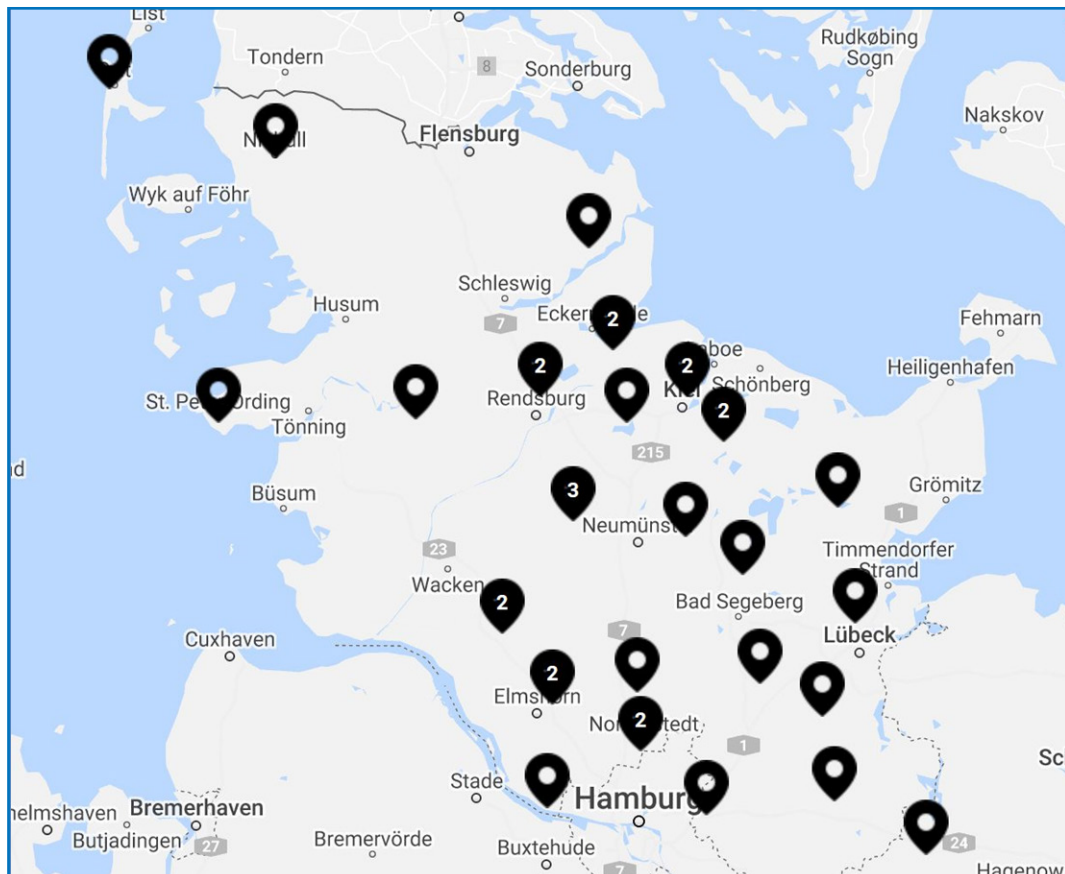 List
Tondern
8
Sonderburg
Rudkøbing
Sogn
Nakskov
Flensburg
Wyk auf Föhr
Schleswig
Husum
7
2
Fehmarn
2
2
Heiligenhafen
Schönberg
Rendsburg
Kiel
2
Tönning
215
Büsum
3
Grömitz
1
23
Timmendorfer
Strand
Wacken
2
Bad Segeberg
7
Cuxhaven
Lübeck
2
Elmshorn
2
1
Stade
Hamburg
Bremerhaven
Butjadingen
27
Bremervörde
Buxtehude
7
24